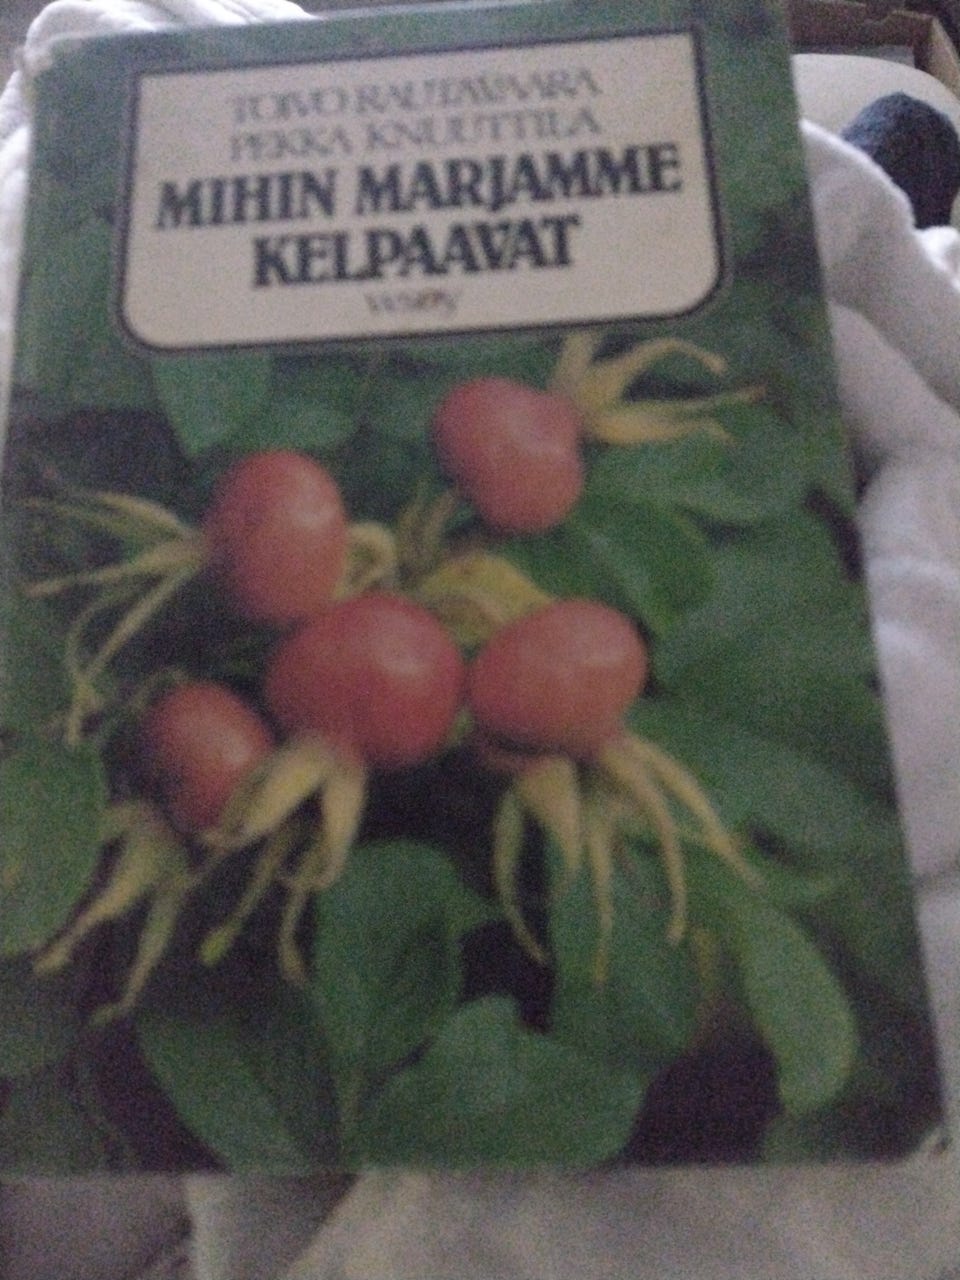 TOIVO RAUTAVAARA
PEKKA KNUUTTILA
MIHIN MARJAMME
KELPAAVAT
WSOY